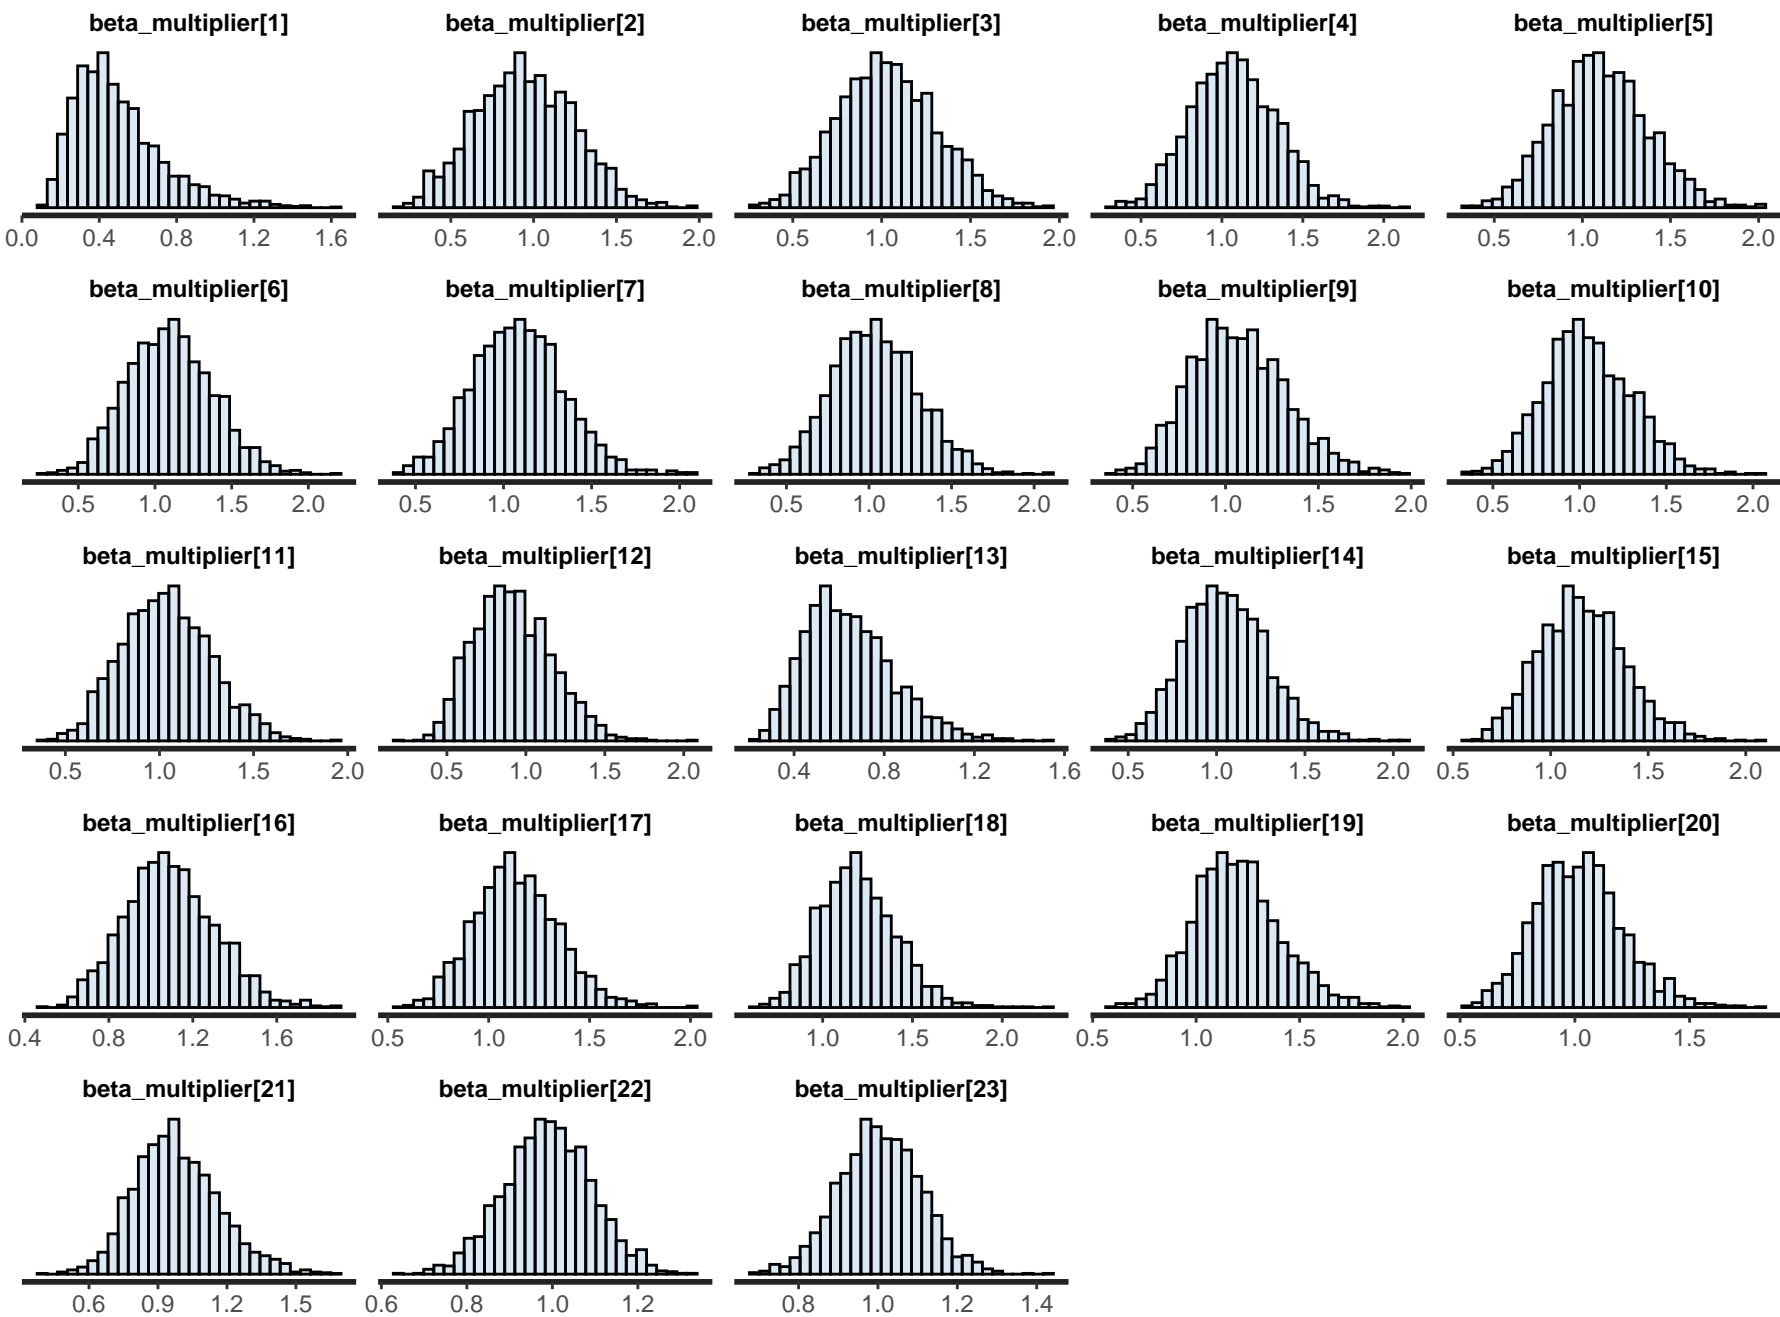 beta_multiplier[1] beta_multiplier[2] beta_multiplier[3] beta_multiplier[4] beta_multiplier[5]
0.0 0.4 0.8 1.2 1.6 0.5 1.0 1.5 2.0 0.5 1.0 1.5 2.0 0.5 1.0 1.5 2.0 0.5 1.0 1.5 2.0
beta_multiplier[6] beta_multiplier[7] beta_multiplier[8] beta_multiplier[9] beta_multiplier[10]
0.5 1.0 1.5 2.0 0.5 1.0 1.5 2.0 0.5 1.0 1.5 2.0 0.5 1.0 1.5 2.0 0.5 1.0 1.5 2.0
beta_multiplier[11] beta_multiplier[12] beta_multiplier[13] beta_multiplier[14] beta_multiplier[15]
0.5 1.0 1.5 2.0 0.5 1.0 1.5 2.0 0.4 0.8 1.2 1.6 0.5 1.0 1.5 2.0 0.5 1.0 1.5 2.0
beta_multiplier[16] beta_multiplier[17] beta_multiplier[18] beta_multiplier[19] beta_multiplier[20]
0.4 0.8 1.2 1.6 0.5 1.0 1.5 2.0 1.0 1.5 2.0 0.5 1.0 1.5 2.0 0.5 1.0 1.5
beta_multiplier[21] beta_multiplier[22] beta_multiplier[23]
0.6 0.9 1.2 1.5 0.6 0.8 1.0 1.2 0.8 1.0 1.2 1.4